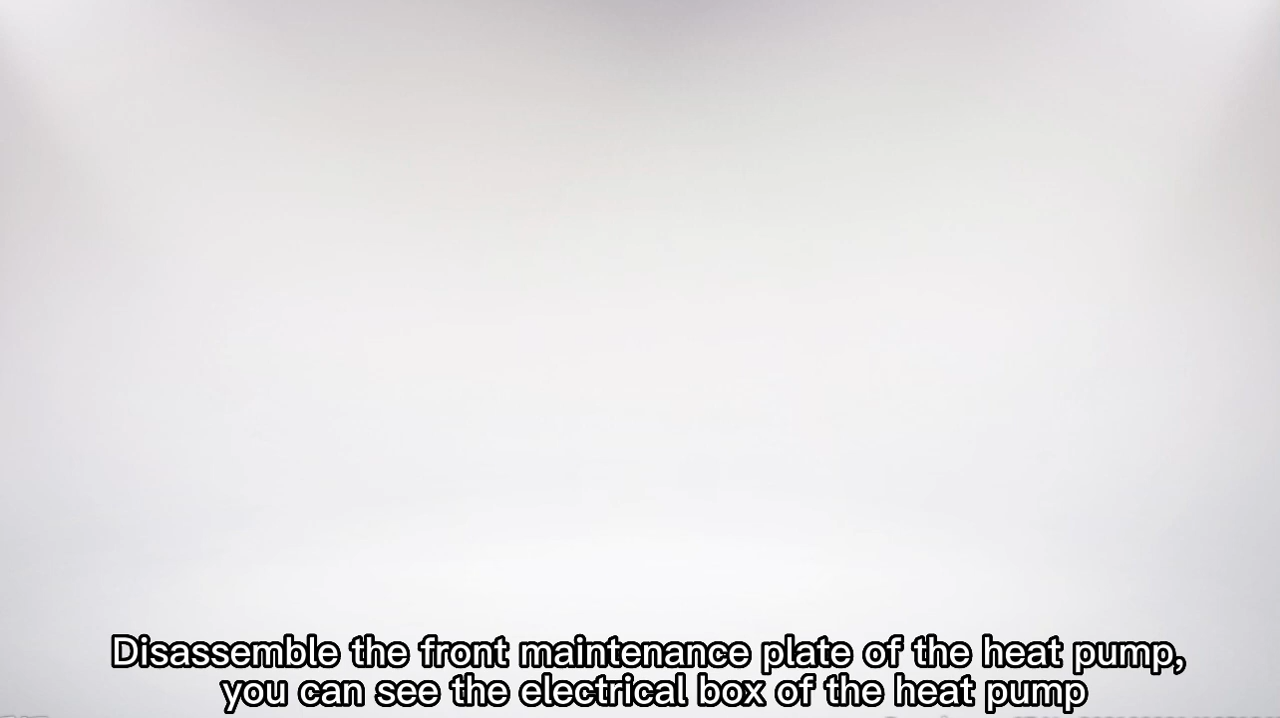 Disassemble the front maintenance plate of the heat pump,
you can see the electrical box of the heat pump